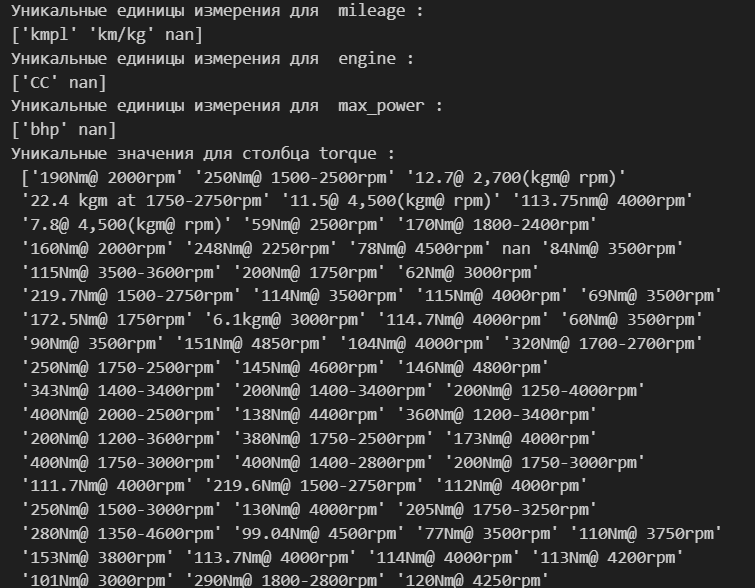 Уникальные единицы измерения для  mileage :
['kmpl' 'km/kg' nan]
Уникальные единицы измерения для  engine :
['CC' nan]
Уникальные единицы измерения для  max_power :
['bhp' nan]
Уникальные значения для столбца torque :
['190Nm@ 2000rpm' '250Nm@ 1500-2500rpm' '12.7@ 2,700(kgm@ rpm)'
'22.4 kgm at 1750-2750rpm' '11.5@ 4,500(kgm@ rpm)' '113.75nm@ 4000rpm'
'7.8@ 4,500(kgm@ rpm)' '59Nm@ 2500rpm' '170Nm@ 1800-2400rpm'
'160Nm@ 2000rpm' '248Nm@ 2250rpm' '78Nm@ 4500rpm' nan '84Nm@ 3500rpm'
'115Nm@ 3500-3600rpm' '200Nm@ 1750rpm' '62Nm@ 3000rpm'
'219.7Nm@ 1500-2750rpm' '114Nm@ 3500rpm' '115Nm@ 4000rpm' '69Nm@ 3500rpm'
'172.5Nm@ 1750rpm' '6.1kgm@ 3000rpm' '114.7Nm@ 4000rpm' '60Nm@ 3500rpm'
'90Nm@ 3500rpm' '151Nm@ 4850rpm' '104Nm@ 4000rpm' '320Nm@ 1700-2700rpm'
'250Nm@ 1750-2500rpm' '145Nm@ 4600rpm' '146Nm@ 4800rpm'
'343Nm@ 1400-3400rpm' '200Nm@ 1400-3400rpm' '200Nm@ 1250-4000rpm'
'400Nm@ 2000-2500rpm' '138Nm@ 4400rpm' '360Nm@ 1200-3400rpm'
'200Nm@ 1200-3600rpm' '380Nm@ 1750-2500rpm' '173Nm@ 4000rpm'
'400Nm@ 1750-3000rpm' '400Nm@ 1400-2800rpm' '200Nm@ 1750-3000rpm'
'111.7Nm@ 4000rpm' '219.6Nm@ 1500-2750rpm' '112Nm@ 4000rpm'
'250Nm@ 1500-3000rpm' '130Nm@ 4000rpm' '205Nm@ 1750-3250rpm'
'280Nm@ 1350-4600rpm' '99.04Nm@ 4500rpm' '77Nm@ 3500rpm' '110Nm@ 3750rpm'
'153Nm@ 3800rpm' '113.7Nm@ 4000rpm' '114Nm@ 4000rpm' '113Nm@ 4200rpm'
'101Nm@ 3000rpm' '290Nm@ 1800-2800rpm' '120Nm@ 4250rpm'